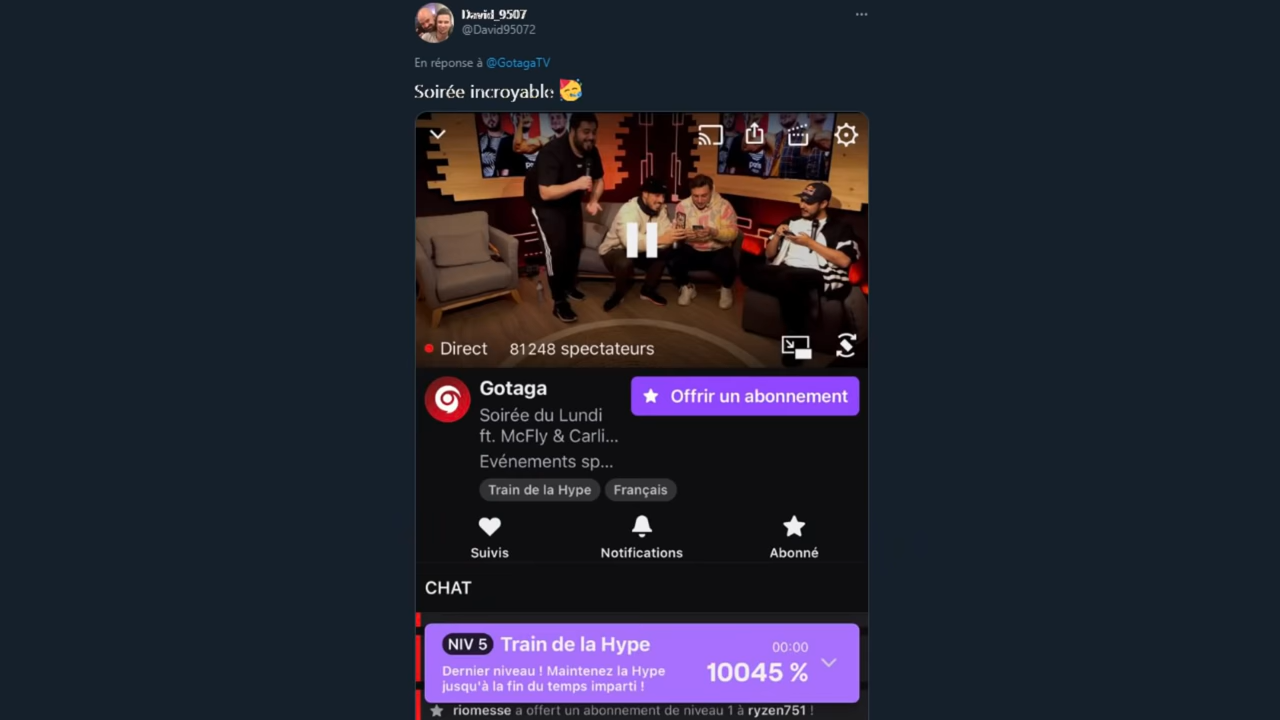 David_9507
@David95072
En réponse à @GotagaTV
Soirée incroyable
Direct 81248 spectateurs
Gotaga
Offrir un abonnement
Soirée du Lundi
ft. McFly & Carli...
Evénements sp...
Train de la Hype Français
Suivis Notifications Abonné
CHAT
NIV 5 Train de la Hype 00:00
10045 %
Dernier niveau ! Maintenez la Hype
jusqu'à la fin du temps imparti !
riomesse a offert un abonnement de niveau 1 à ryzen751 !